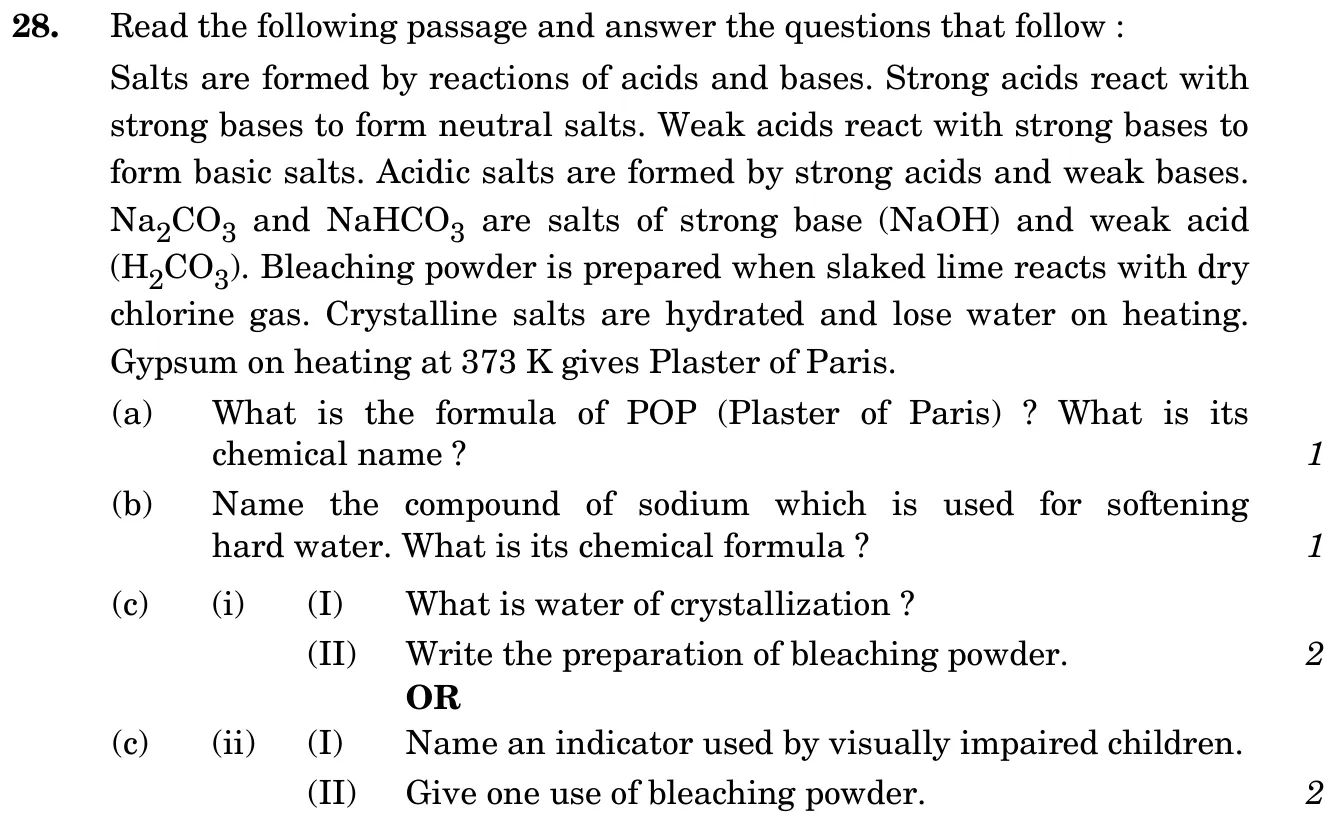 28. Read the following passage and answer the questions that follow :
Salts are formed by reactions of acids and bases. Strong acids react with
strong bases to form neutral salts. Weak acids react with strong bases to
form basic salts. Acidic salts are formed by strong acids and weak bases.
Na₂CO₃ and NaHCO₃ are salts of strong base (NaOH) and weak acid
(H₂CO₃). Bleaching powder is prepared when slaked lime reacts with dry
chlorine gas. Crystalline salts are hydrated and lose water on heating.
Gypsum on heating at 373 K gives Plaster of Paris.
(a) What is the formula of POP (Plaster of Paris) ? What is its
chemical name ? 1
(b) Name the compound of sodium which is used for softening
hard water. What is its chemical formula ? 1
(c) (i) (I) What is water of crystallization ?
(II) Write the preparation of bleaching powder. 2
OR
(c) (ii) (I) Name an indicator used by visually impaired children.
(II) Give one use of bleaching powder. 2